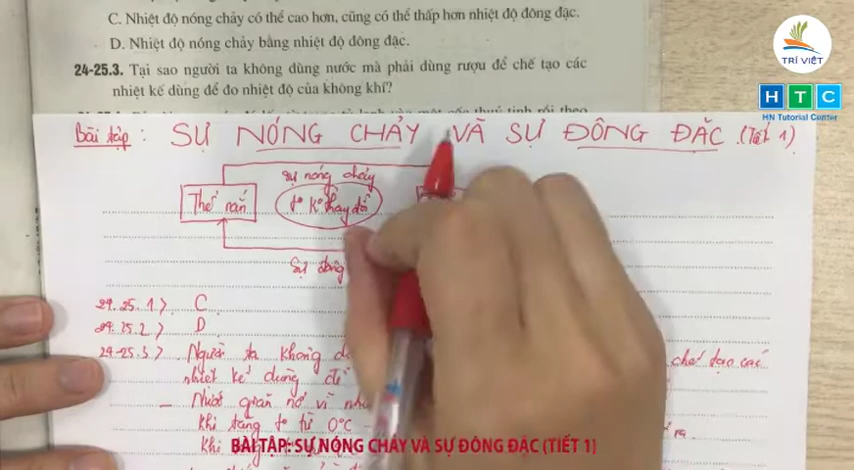 C. Nhiệt độ nóng chảy có thể cao hơn, cũng có thể thấp hơn nhiệt độ đông đặc.
D. Nhiệt độ nóng chảy bằng nhiệt độ đông đặc.
24-25.3. Tại sao người ta không dùng nước mà phải dùng rượu để chế tạo các
nhiệt kế dùng để đo nhiệt độ của không khí?
TRÍ VIỆT
HTC
HN Tutorial Center
Bài tập: SỰ NÓNG CHẢY VÀ SỰ ĐÔNG ĐẶC (Tiết 1)
sự nóng chảy
Thể rắn
t° k° thay đổi
Sự đông
24.25.1> C
24.25.2> D
24-25.3> Người ta không chế tạo các
nhiệt kế dùng để
- Nước giãn nở vì
khi tăng t° từ 0°C
Khi
BÀI TẬP: SỰ NÓNG CHẢY VÀ SỰ ĐÔNG ĐẶC (TIẾT 1)